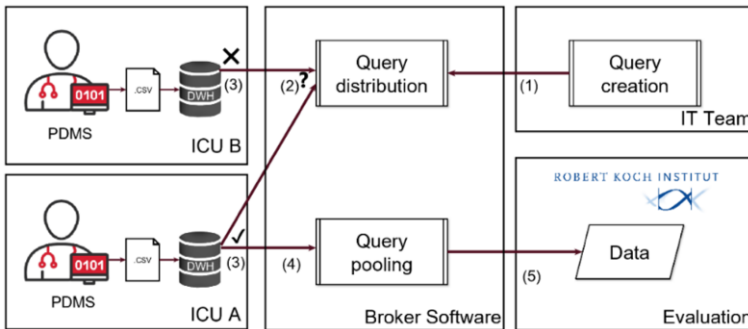 0101
PDMS
.CSV
DWH
✗
(3)
ICU B
(2)?
Query
distribution
(1)
Query
creation
IT Team
0101
PDMS
.CSV
DWH
✓
(3)
ICU A
(4)
Query
pooling
Broker Software
(5)
ROBERT KOCH INSTITUT
Data
Evaluation